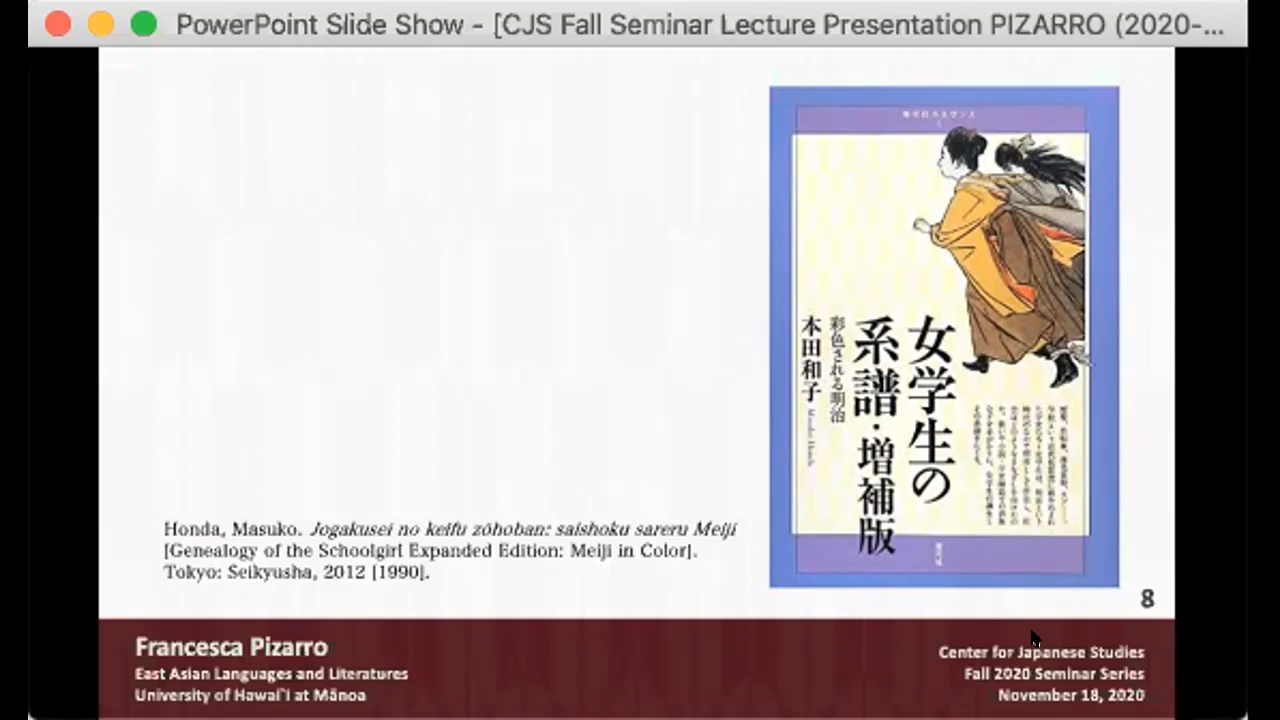 PowerPoint Slide Show - [CJS Fall Seminar Lecture Presentation PIZARRO (2020-...
女学生の
系譜・増補版
彩色される明治
本田和子
Masuko Honda
Honda, Masuko. Jogakusei no keifu zōhoban: saishoku sareru Meiji
[Genealogy of the Schoolgirl Expanded Edition: Meiji in Color].
Tokyo: Seikyusha, 2012 [1990].
8
Francesca Pizarro
East Asian Languages and Literatures
University of Hawai`i at Mānoa
Center for Japanese Studies
Fall 2020 Seminar Series
November 18, 2020